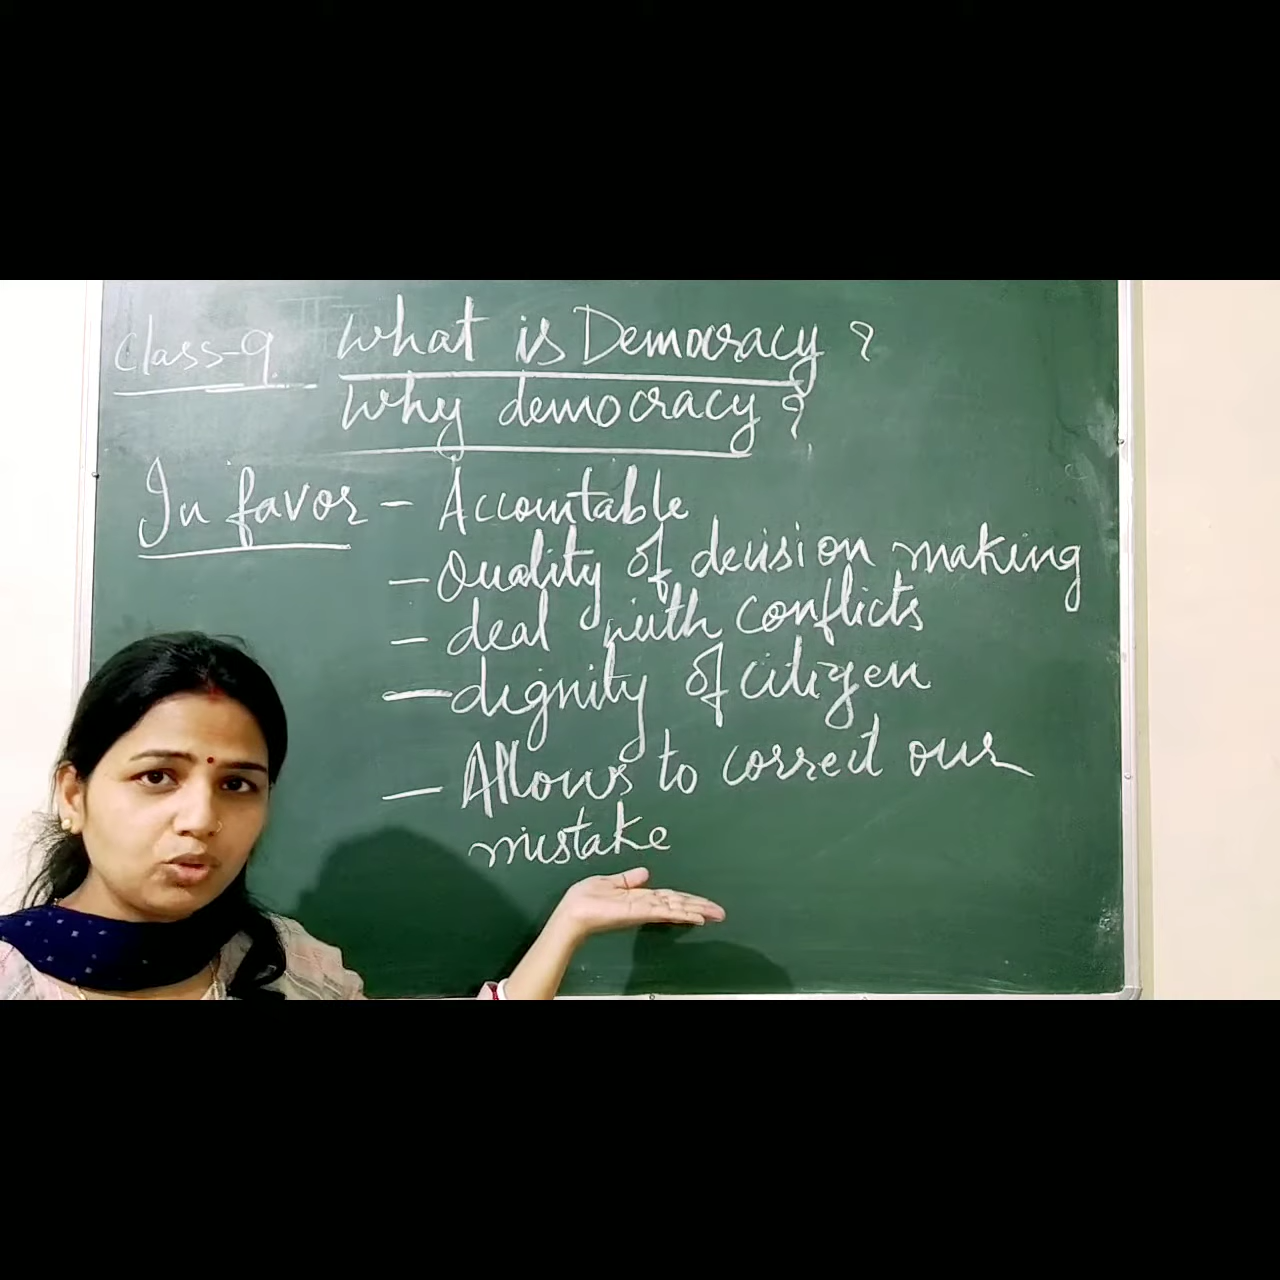 Class-9 What is Democracy ?
Why democracy ?
In favor - Accountable
- Quality of decision making
- deal with conflicts
- dignity of citizen
- Allows to correct our
mistake